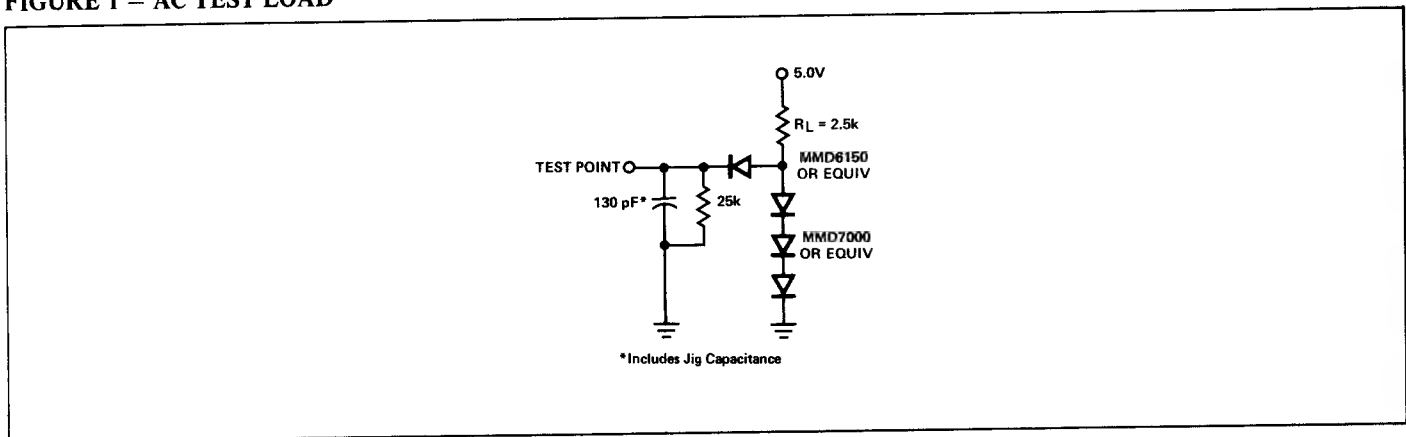 FIGURE 1 – AC TEST LOAD
5.0V
RL = 2.5k
MMD6150
OR EQUIV
TEST POINT
130 pF*
25k
MMD7000
OR EQUIV
*Includes Jig Capacitance